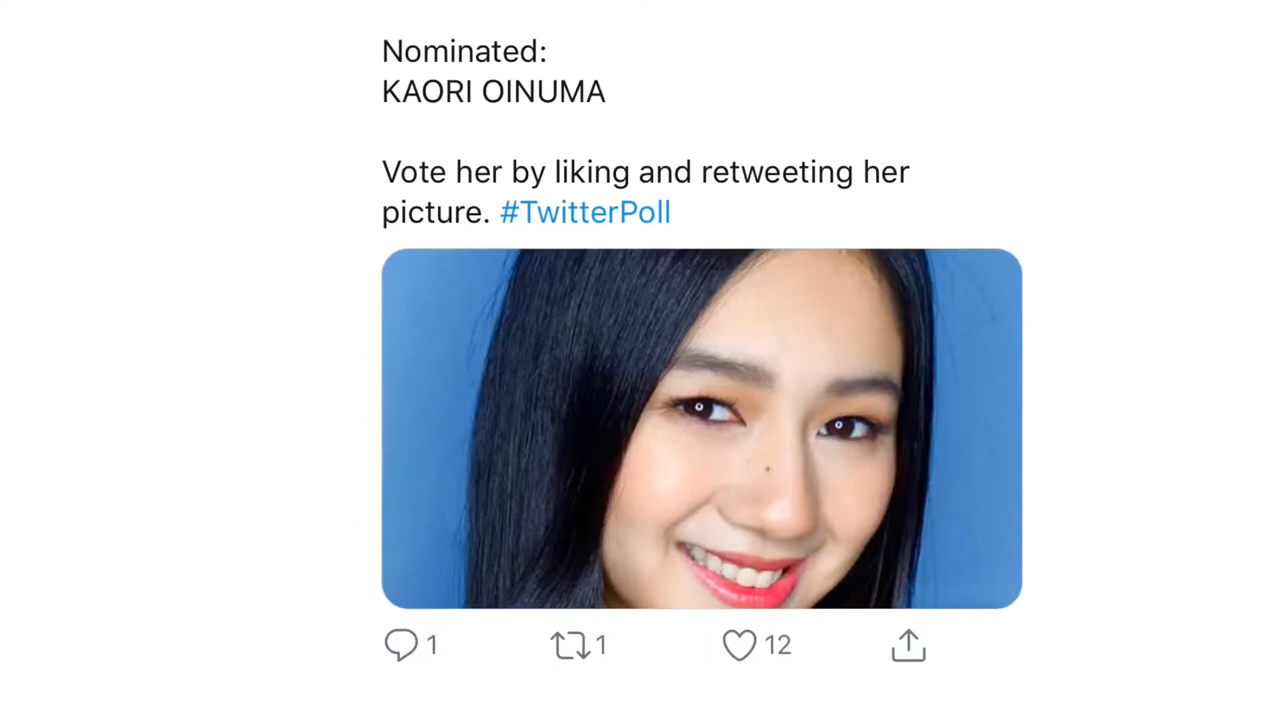 Nominated:
KAORI OINUMA
Vote her by liking and retweeting her
picture. #TwitterPoll
1 1 12